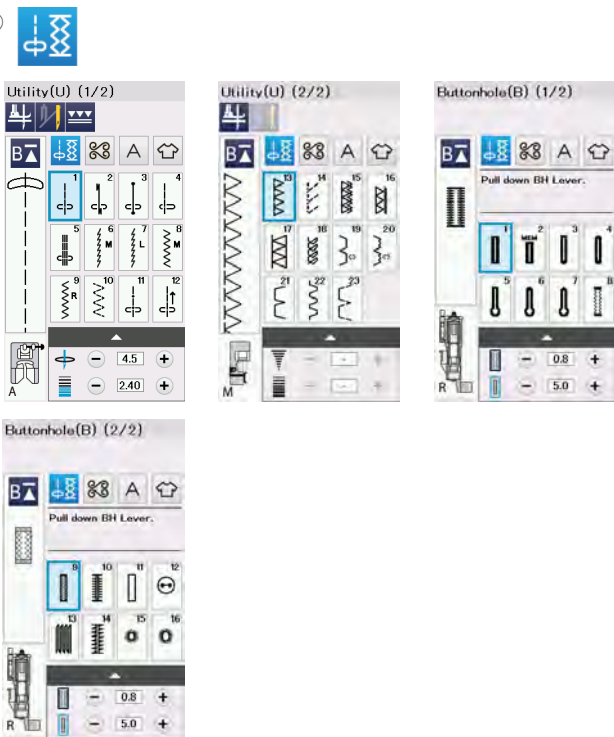 Utility(U) (1/2)
B A
1 2 3 4
5 6 M 7 L 8 M
9 R 10 11 12
4.5
A 2.40
Utility(U) (2/2)
B A
13 14 15 16
17 18 19 20
21 22 23
M
Buttonhole(B) (1/2)
B A
Pull down BH Lever.
1 2 MEM 3 4
5 6 7 8
0.8
R 5.0
Buttonhole(B) (2/2)
B A
Pull down BH Lever.
9 10 11 12
13 14 15 16
0.8
R 5.0